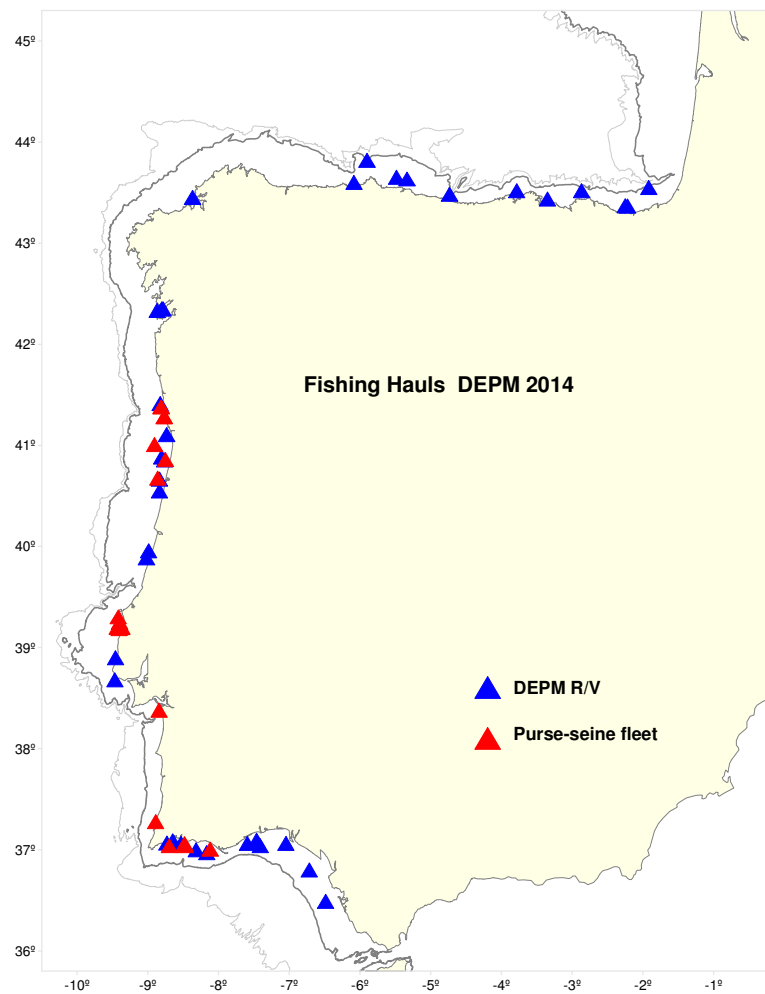 45º
44º
43º
42º
Fishing Hauls DEPM 2014
41º
40º
39º
DEPM R/V
Purse-seine fleet
38º
37º
36º
-10º -9º -8º -7º -6º -5º -4º -3º -2º -1º